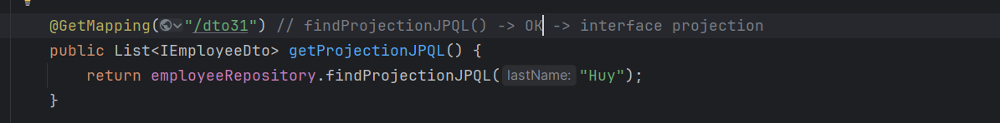 @GetMapping("/dto31") // findProjectionJPQL() -> OK -> interface projection
public List<IEmployeeDto> getProjectionJPQL() {
return employeeRepository.findProjectionJPQL( lastName: "Huy");
}